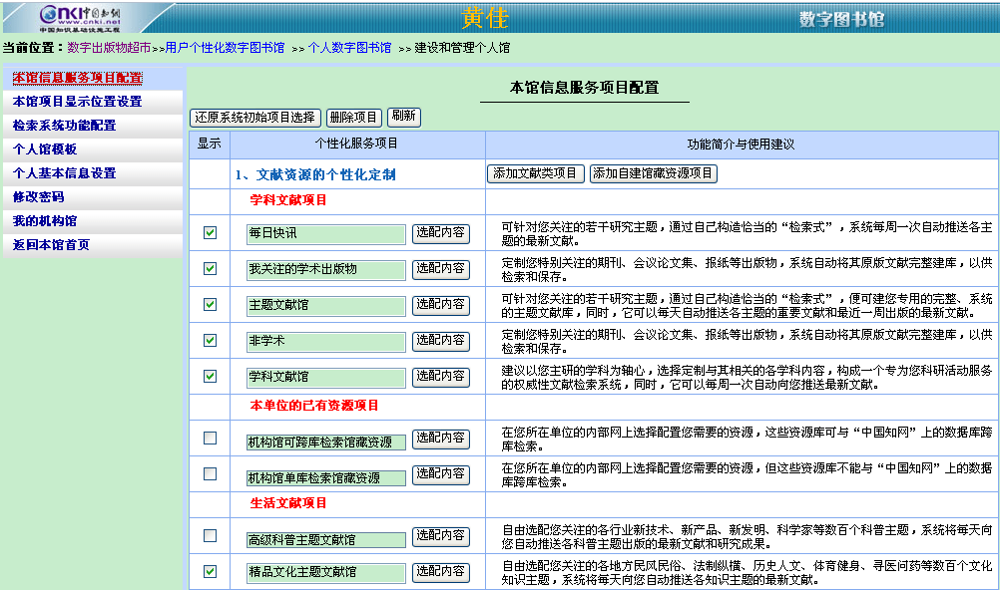 CNKI中国知网
www.cnki.net
中国知识基础设施工程
黄佳
数字图书馆
当前位置：数字出版物超市>>用户个性化数字图书馆 >> 个人数字图书馆 >> 建设和管理个人馆
本馆信息服务项目配置
本馆项目显示位置设置
检索系统功能配置
个人馆模板
个人基本信息设置
修改密码
我的机构馆
返回本馆首页
本馆信息服务项目配置
还原系统初始项目选择 删除项目 刷新
显示 个性化服务项目 功能简介与使用建议
1、文献资源的个性化定制 添加文献类项目 添加自建馆藏资源项目
学科文献项目
每日快讯 选配内容 可针对您关注的若干研究主题，通过自己构造恰当的“检索式”，系统每周一次自动推送各主
题的最新文献。
我关注的学术出版物 选配内容 定制您特别关注的期刊、会议论文集、报纸等出版物，系统自动将其原版文献完整建库，以供
检索和保存。
主题文献馆 选配内容 可针对您关注的若干研究主题，通过自己构造恰当的“检索式”，便可建您专用的完整、系统
的主题文献库，同时，它可以每天自动推送各主题的重要文献和最近一周出版的最新文献。
非学术 选配内容 定制您特别关注的期刊、会议论文集、报纸等出版物，系统自动将其原版文献完整建库，以供
检索和保存。
学科文献馆 选配内容 建议以您主研的学科为轴心，选择定制与其相关的各学科内容，构成一个专为您科研活动服务
的权威性文献检索系统，同时，它可以每周一次自动向您推送最新文献。
本单位的已有资源项目
机构馆可跨库检索馆藏资源 选配内容 在您所在单位的内部网上选择配置您需要的资源，这些资源库可与“中国知网”上的数据库跨
库检索。
机构馆单库检索馆藏资源 选配内容 在您所在单位的内部网上选择配置您需要的资源，但这些资源库不能与“中国知网”上的数据
库跨库检索。
生活文献项目
高级科普主题文献馆 选配内容 自由选配您关注的各行业新技术、新产品、新发明、科学家等数百个科普主题，系统将每天向
您自动推送各科普主题出版的最新文献和研究成果。
精品文化主题文献馆 选配内容 自由选配您关注的各地方民风民俗、法制纵横、历史人文、体育健身、寻医问药等数百个文化
知识主题，系统将每天向您自动推送各知识主题的最新文献。